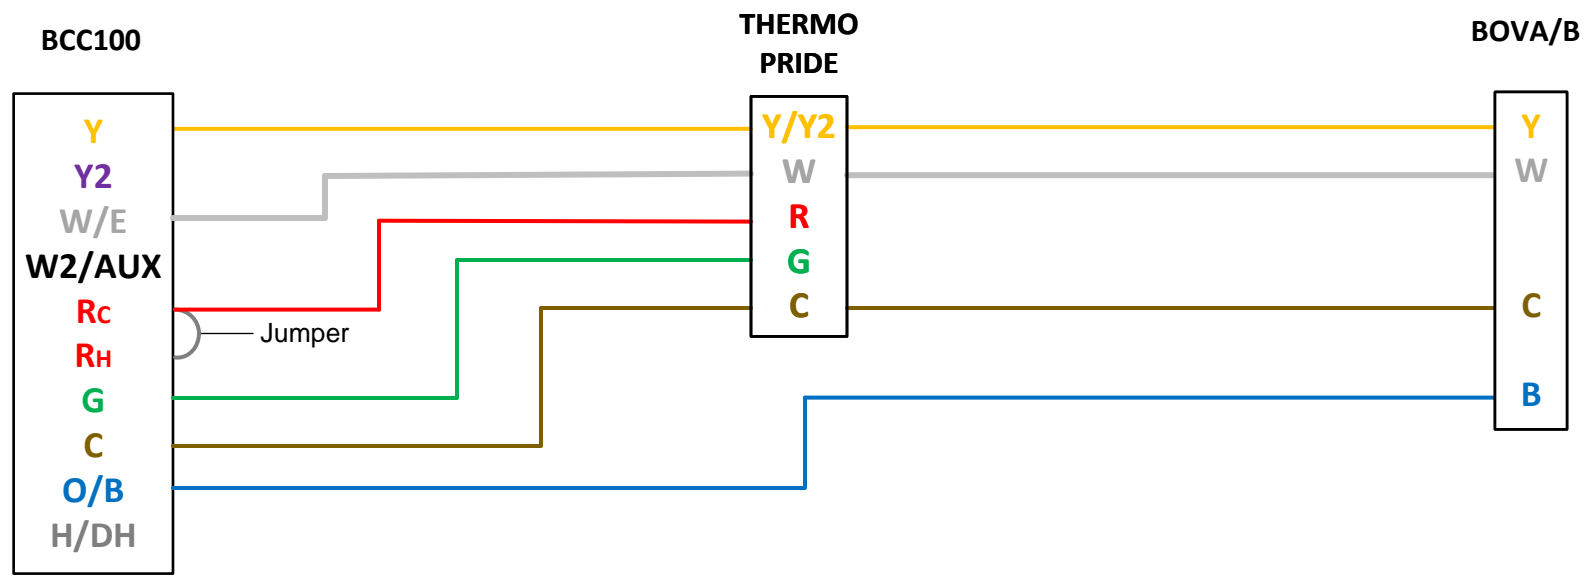 BCC100
THERMO
PRIDE
BOVA/B
Y
Y2
W/E
W2/AUX
RC
RH
G
C
O/B
H/DH
Jumper
Y/Y2
W
R
G
C
Y
W
C
B